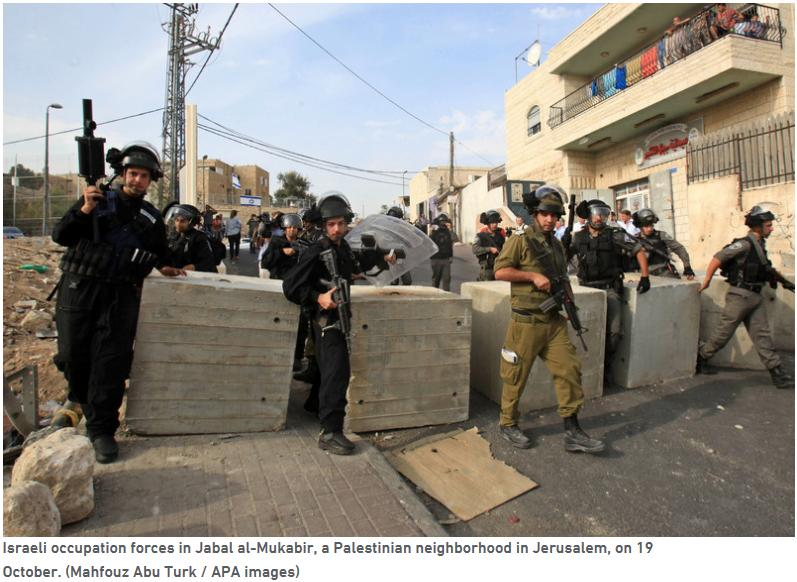 Israeli occupation forces in Jabal al-Mukabir, a Palestinian neighborhood in Jerusalem, on 19
October. (Mahfouz Abu Turk / APA images)